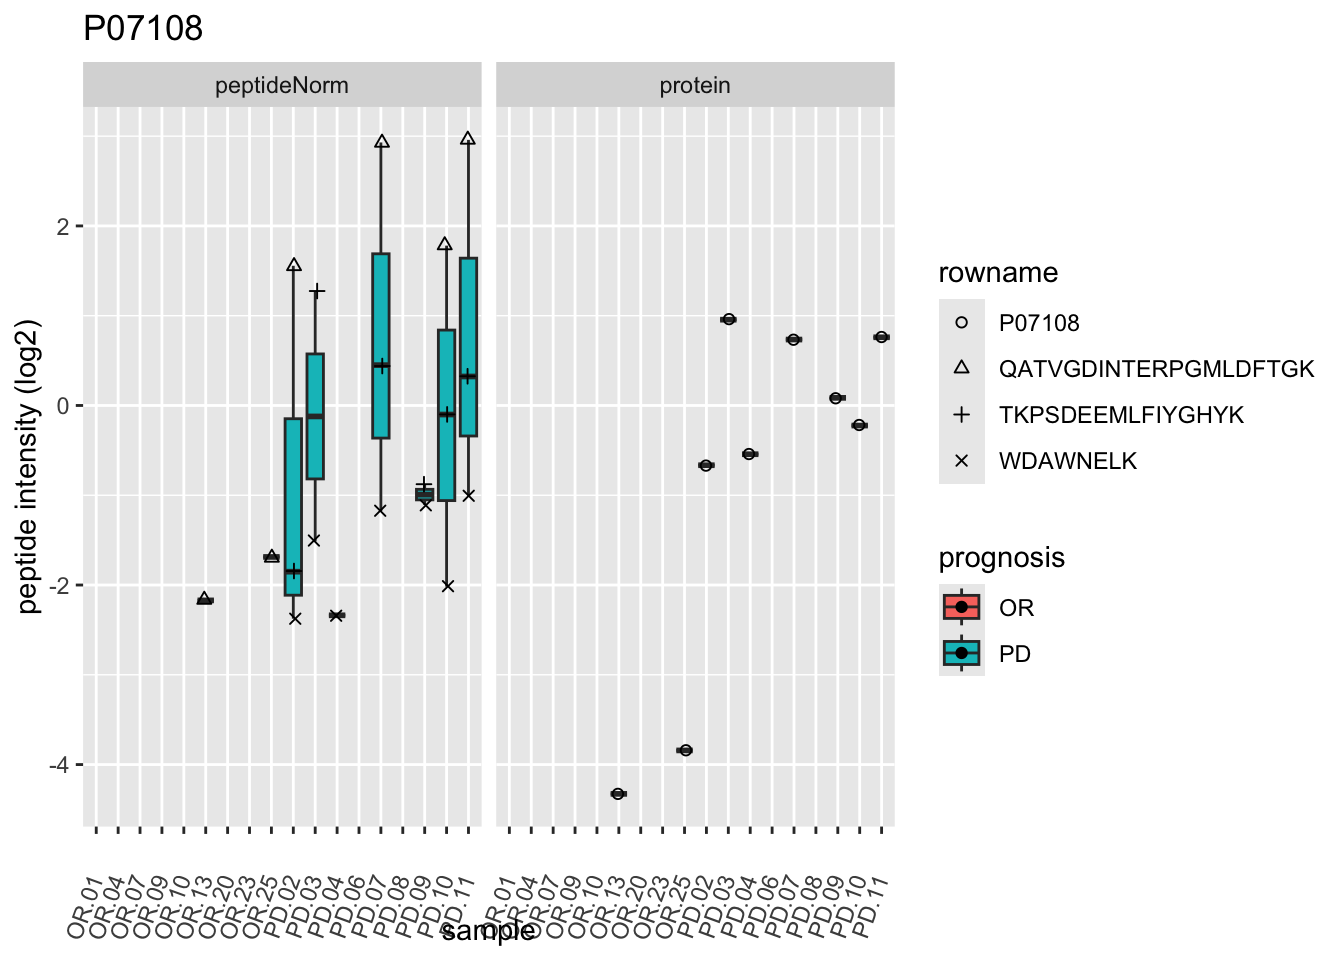 P07108
peptideNorm
protein
peptide intensity (log2)
2
0
-2
-4
OR.01
OR.04
OR.07
OR.09
OR.10
OR.13
OR.20
OR.23
OR.25
PD.02
PD.03
PD.04
PD.06
PD.07
PD.08
PD.09
PD.10
PD.11
OR.01
OR.04
OR.07
OR.09
OR.10
OR.13
OR.20
OR.23
OR.25
PD.02
PD.03
PD.04
PD.06
PD.07
PD.08
PD.09
PD.10
PD.11
sample
rowname
P07108
QATVGDINTERPGMLDFTGK
TKPSDEEMLFIYGHYK
WDAWNELK
prognosis
OR
PD